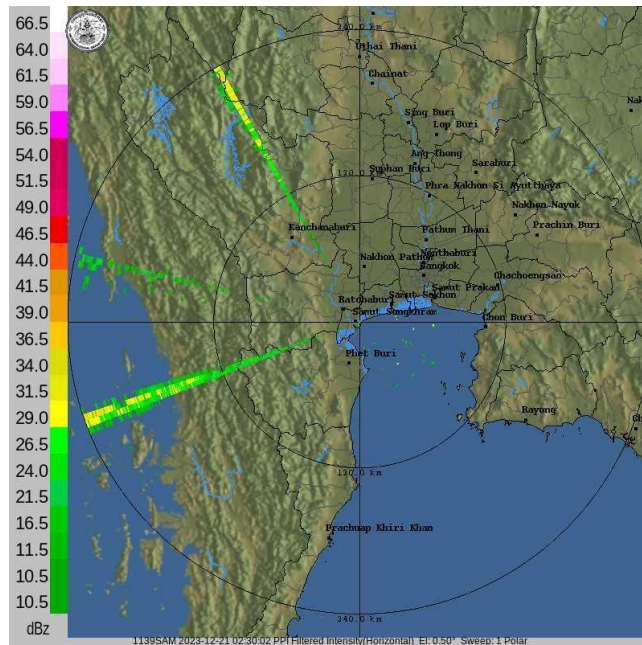 66.5
64.0
61.5
59.0
56.5
54.0
51.5
49.0
46.5
44.0
41.5
39.0
36.5
34.0
31.5
29.0
26.5
24.0
21.5
16.5
11.5
10.5
10.5
dBz
240.0 km
Uthai Thani
Chainat
Sing Buri
Lop Buri
Ang Thong
Saraburi
120.0 km
Suphan Buri
Phra Nakhon Si Ayutthaya
Nakhon Nayok
Kanchanaburi
Pathum Thani
Prachin Buri
Nonthaburi
Nakhon Pathom
Bangkok
Chachoengsao
Samut Prakan
Samut Sakhon
Ratchaburi
Samut Songkhram
Chon Buri
Phet Buri
Rayong
120.0 km
Prachuap Khiri Khan
240.0 km
1139SAM 2023-12-21 02:30:02 PPI Filtered Intensity(Horizontal) El: 0.50° Sweep: 1 Polar